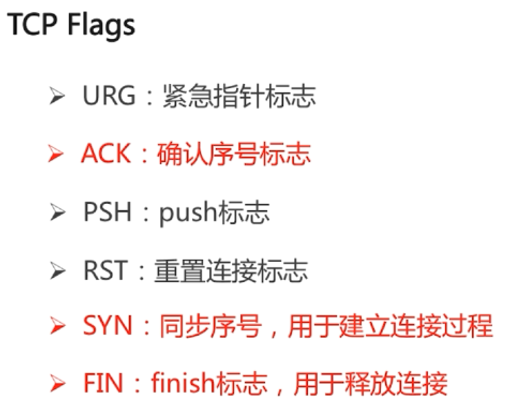 TCP Flags
➤ URG：紧急指针标志
➤ ACK：确认序号标志
➤ PSH：push标志
➤ RST：重置连接标志
➤ SYN：同步序号，用于建立连接过程
➤ FIN：finish标志，用于释放连接